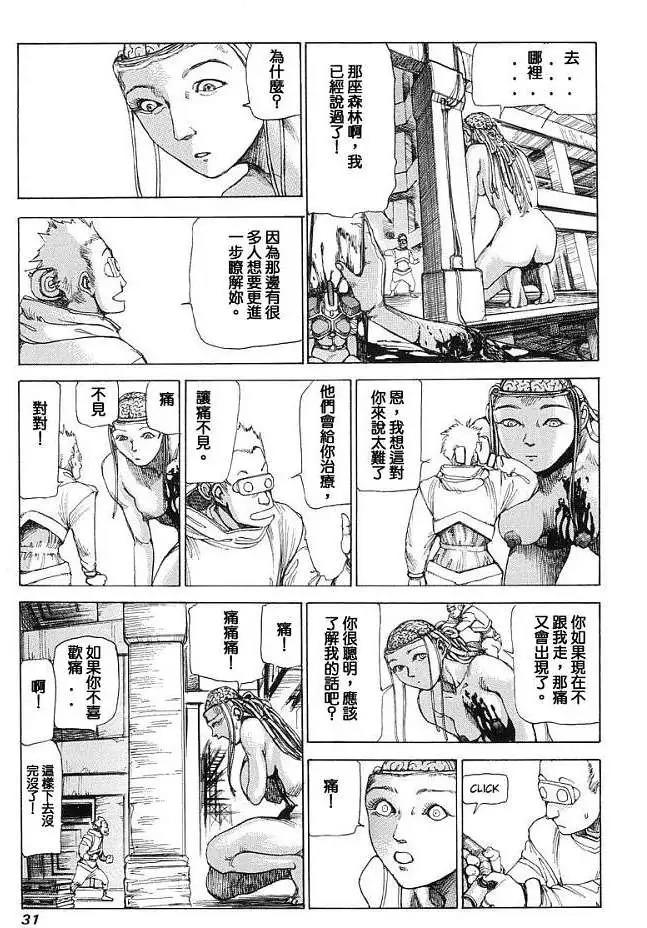 去
哪裡
....
....
那座森林啊，我
已經說過了！
為什麼？
因為那邊有很
多人想要更進
一步瞭解妳。
恩，我想這對
你來說太難了
他們會給你治療，
讓痛不見。
痛
不見
對對！
你如果現在不
跟我走，那痛
又會出現了。
你很聰明，應該
了解我的話吧？
CLICK
痛！
痛！
痛痛痛！
如果你不喜
歡痛..
啊！
這樣下去沒
完沒了！
31